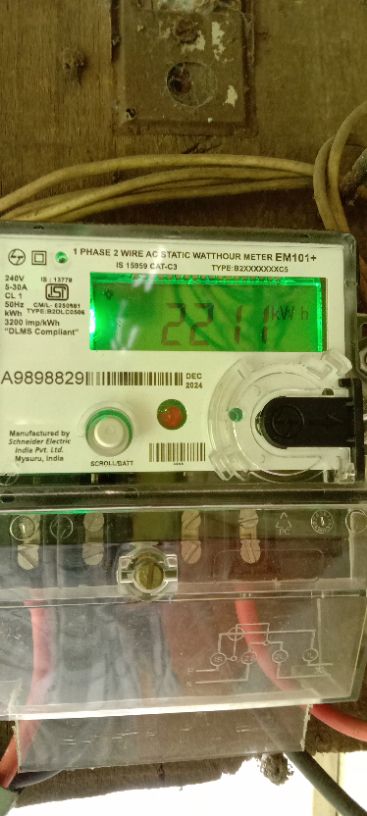 1 PHASE 2 WIRE AC STATIC WATTHOUR METER EM101+
IS 15959 CAT-C3 TYPE:B2XXXXXXXC5
240V IS : 13779
5-30A
CL 1
50Hz
kWh TYPE:B2DLC0506
3200 imp/kWh
"DLMS Compliant"
2211 kWh
A9898829
DEC
2024
Manufactured by
Schneider Electric
India Pvt. Ltd.
Mysuru, India
SCROLL/BATT